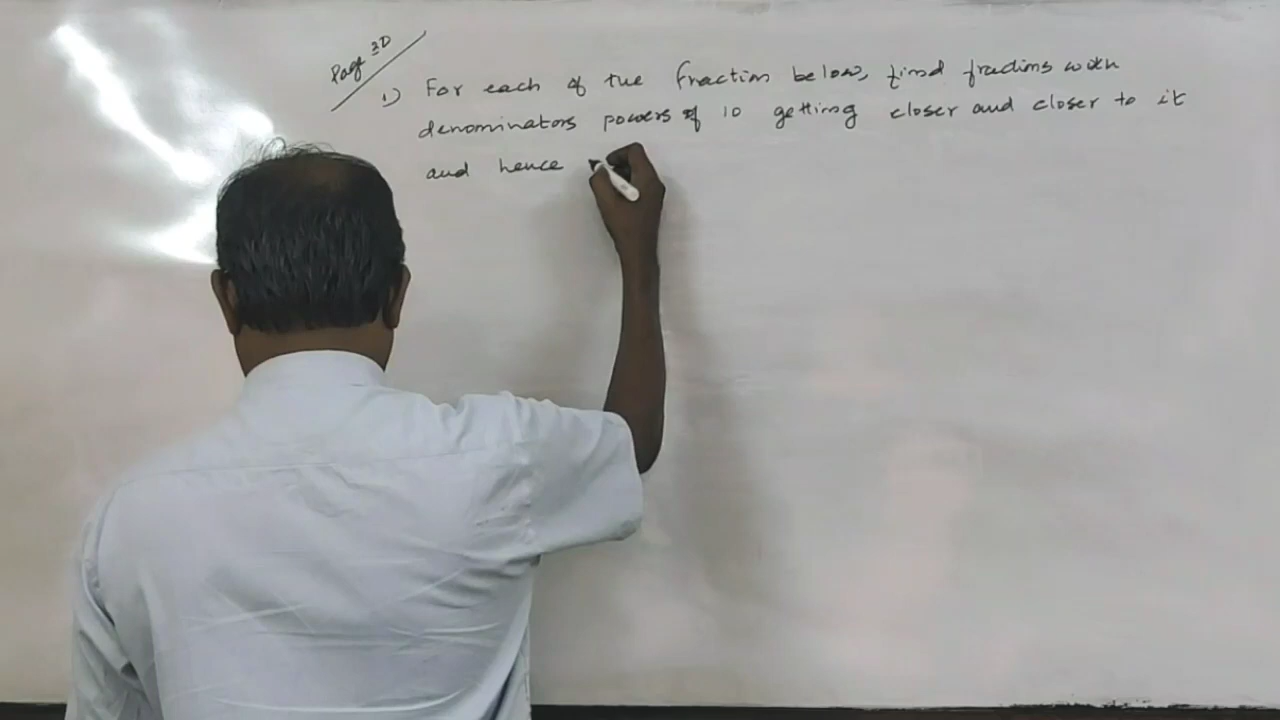 Page 30
1) For each of the fraction below, find fractions with
denominators powers of 10 getting closer and closer to it
and hence